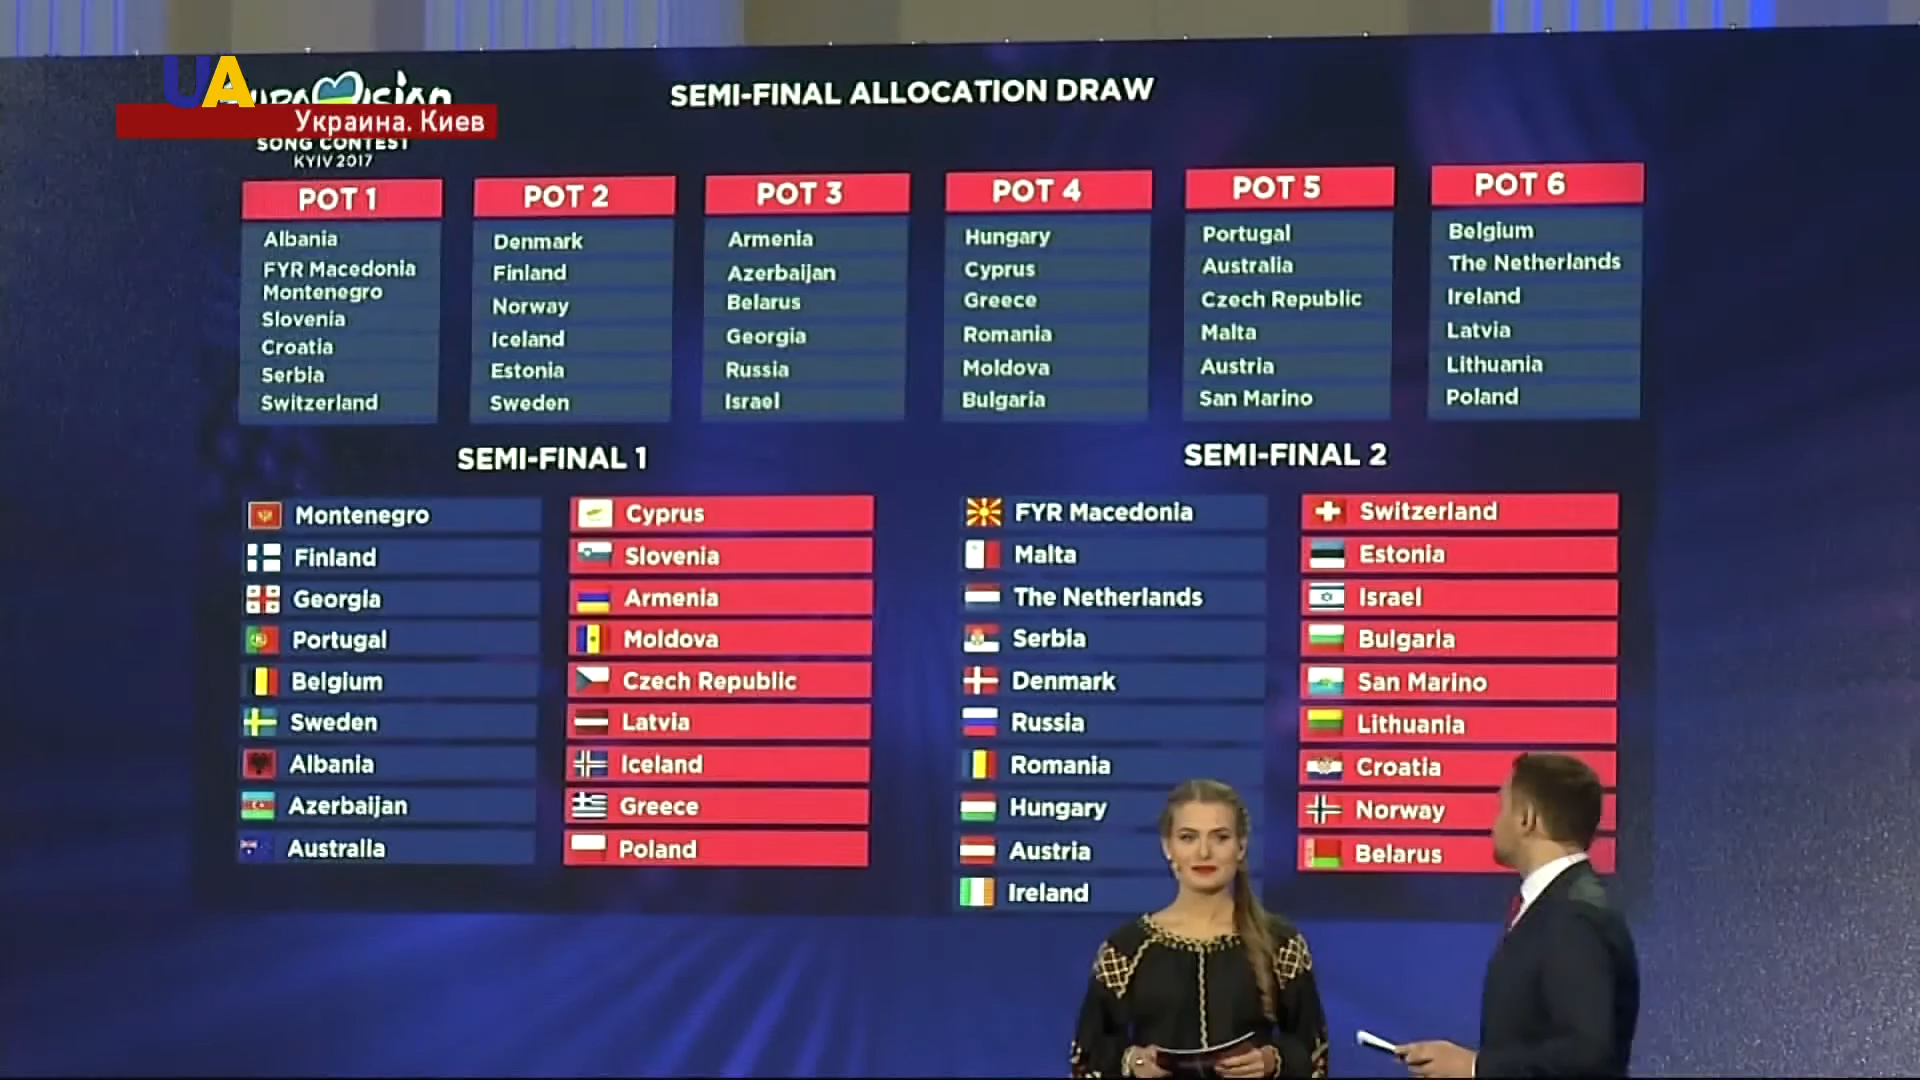 UA
Украина. Киев
SONG CONTEST
KYIV 2017
SEMI-FINAL ALLOCATION DRAW
POT 1
Albania
FYR Macedonia
Montenegro
Slovenia
Croatia
Serbia
Switzerland
POT 2
Denmark
Finland
Norway
Iceland
Estonia
Sweden
POT 3
Armenia
Azerbaijan
Belarus
Georgia
Russia
Israel
POT 4
Hungary
Cyprus
Greece
Romania
Moldova
Bulgaria
POT 5
Portugal
Australia
Czech Republic
Malta
Austria
San Marino
POT 6
Belgium
The Netherlands
Ireland
Latvia
Lithuania
Poland
SEMI-FINAL 1
Montenegro
Finland
Georgia
Portugal
Belgium
Sweden
Albania
Azerbaijan
Australia
Cyprus
Slovenia
Armenia
Moldova
Czech Republic
Latvia
Iceland
Greece
Poland
SEMI-FINAL 2
FYR Macedonia
Malta
The Netherlands
Serbia
Denmark
Russia
Romania
Hungary
Austria
Ireland
Switzerland
Estonia
Israel
Bulgaria
San Marino
Lithuania
Croatia
Norway
Belarus